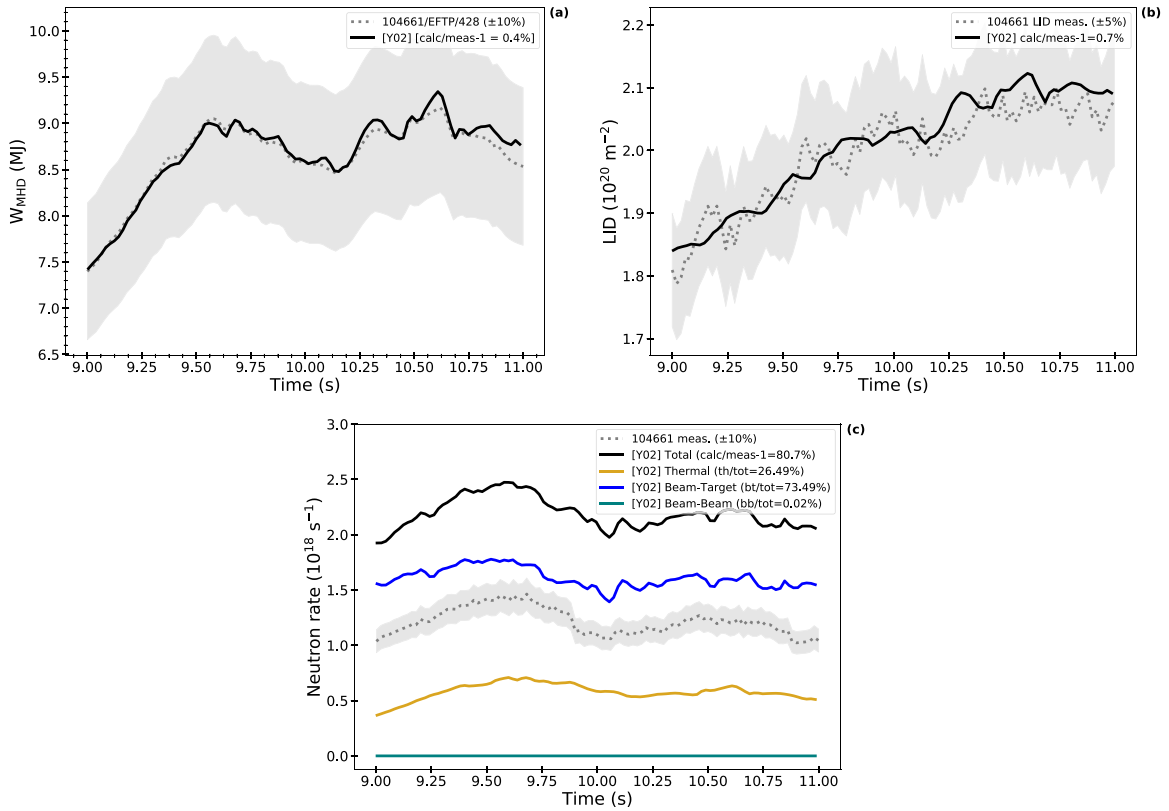 (a)
104661/EFTP/428 (±10%)
[Y02] [calc/meas-1 = 0.4%]
10.0
9.5
9.0
8.5
8.0
7.5
7.0
6.5
W_MHD (MJ)
9.00 9.25 9.50 9.75 10.00 10.25 10.50 10.75 11.00
Time (s)
(b)
104661 LID meas. (±5%)
[Y02] calc/meas-1=0.7%
2.2
2.1
2.0
1.9
1.8
1.7
LID (10²⁰ m⁻²)
9.00 9.25 9.50 9.75 10.00 10.25 10.50 10.75 11.00
Time (s)
(c)
104661 meas. (±10%)
[Y02] Total (calc/meas-1=80.7%)
[Y02] Thermal (th/tot=26.49%)
[Y02] Beam-Target (bt/tot=73.49%)
[Y02] Beam-Beam (bb/tot=0.02%)
3.0
2.5
2.0
1.5
1.0
0.5
0.0
Neutron rate (10¹⁸ s⁻¹)
9.00 9.25 9.50 9.75 10.00 10.25 10.50 10.75 11.00
Time (s)